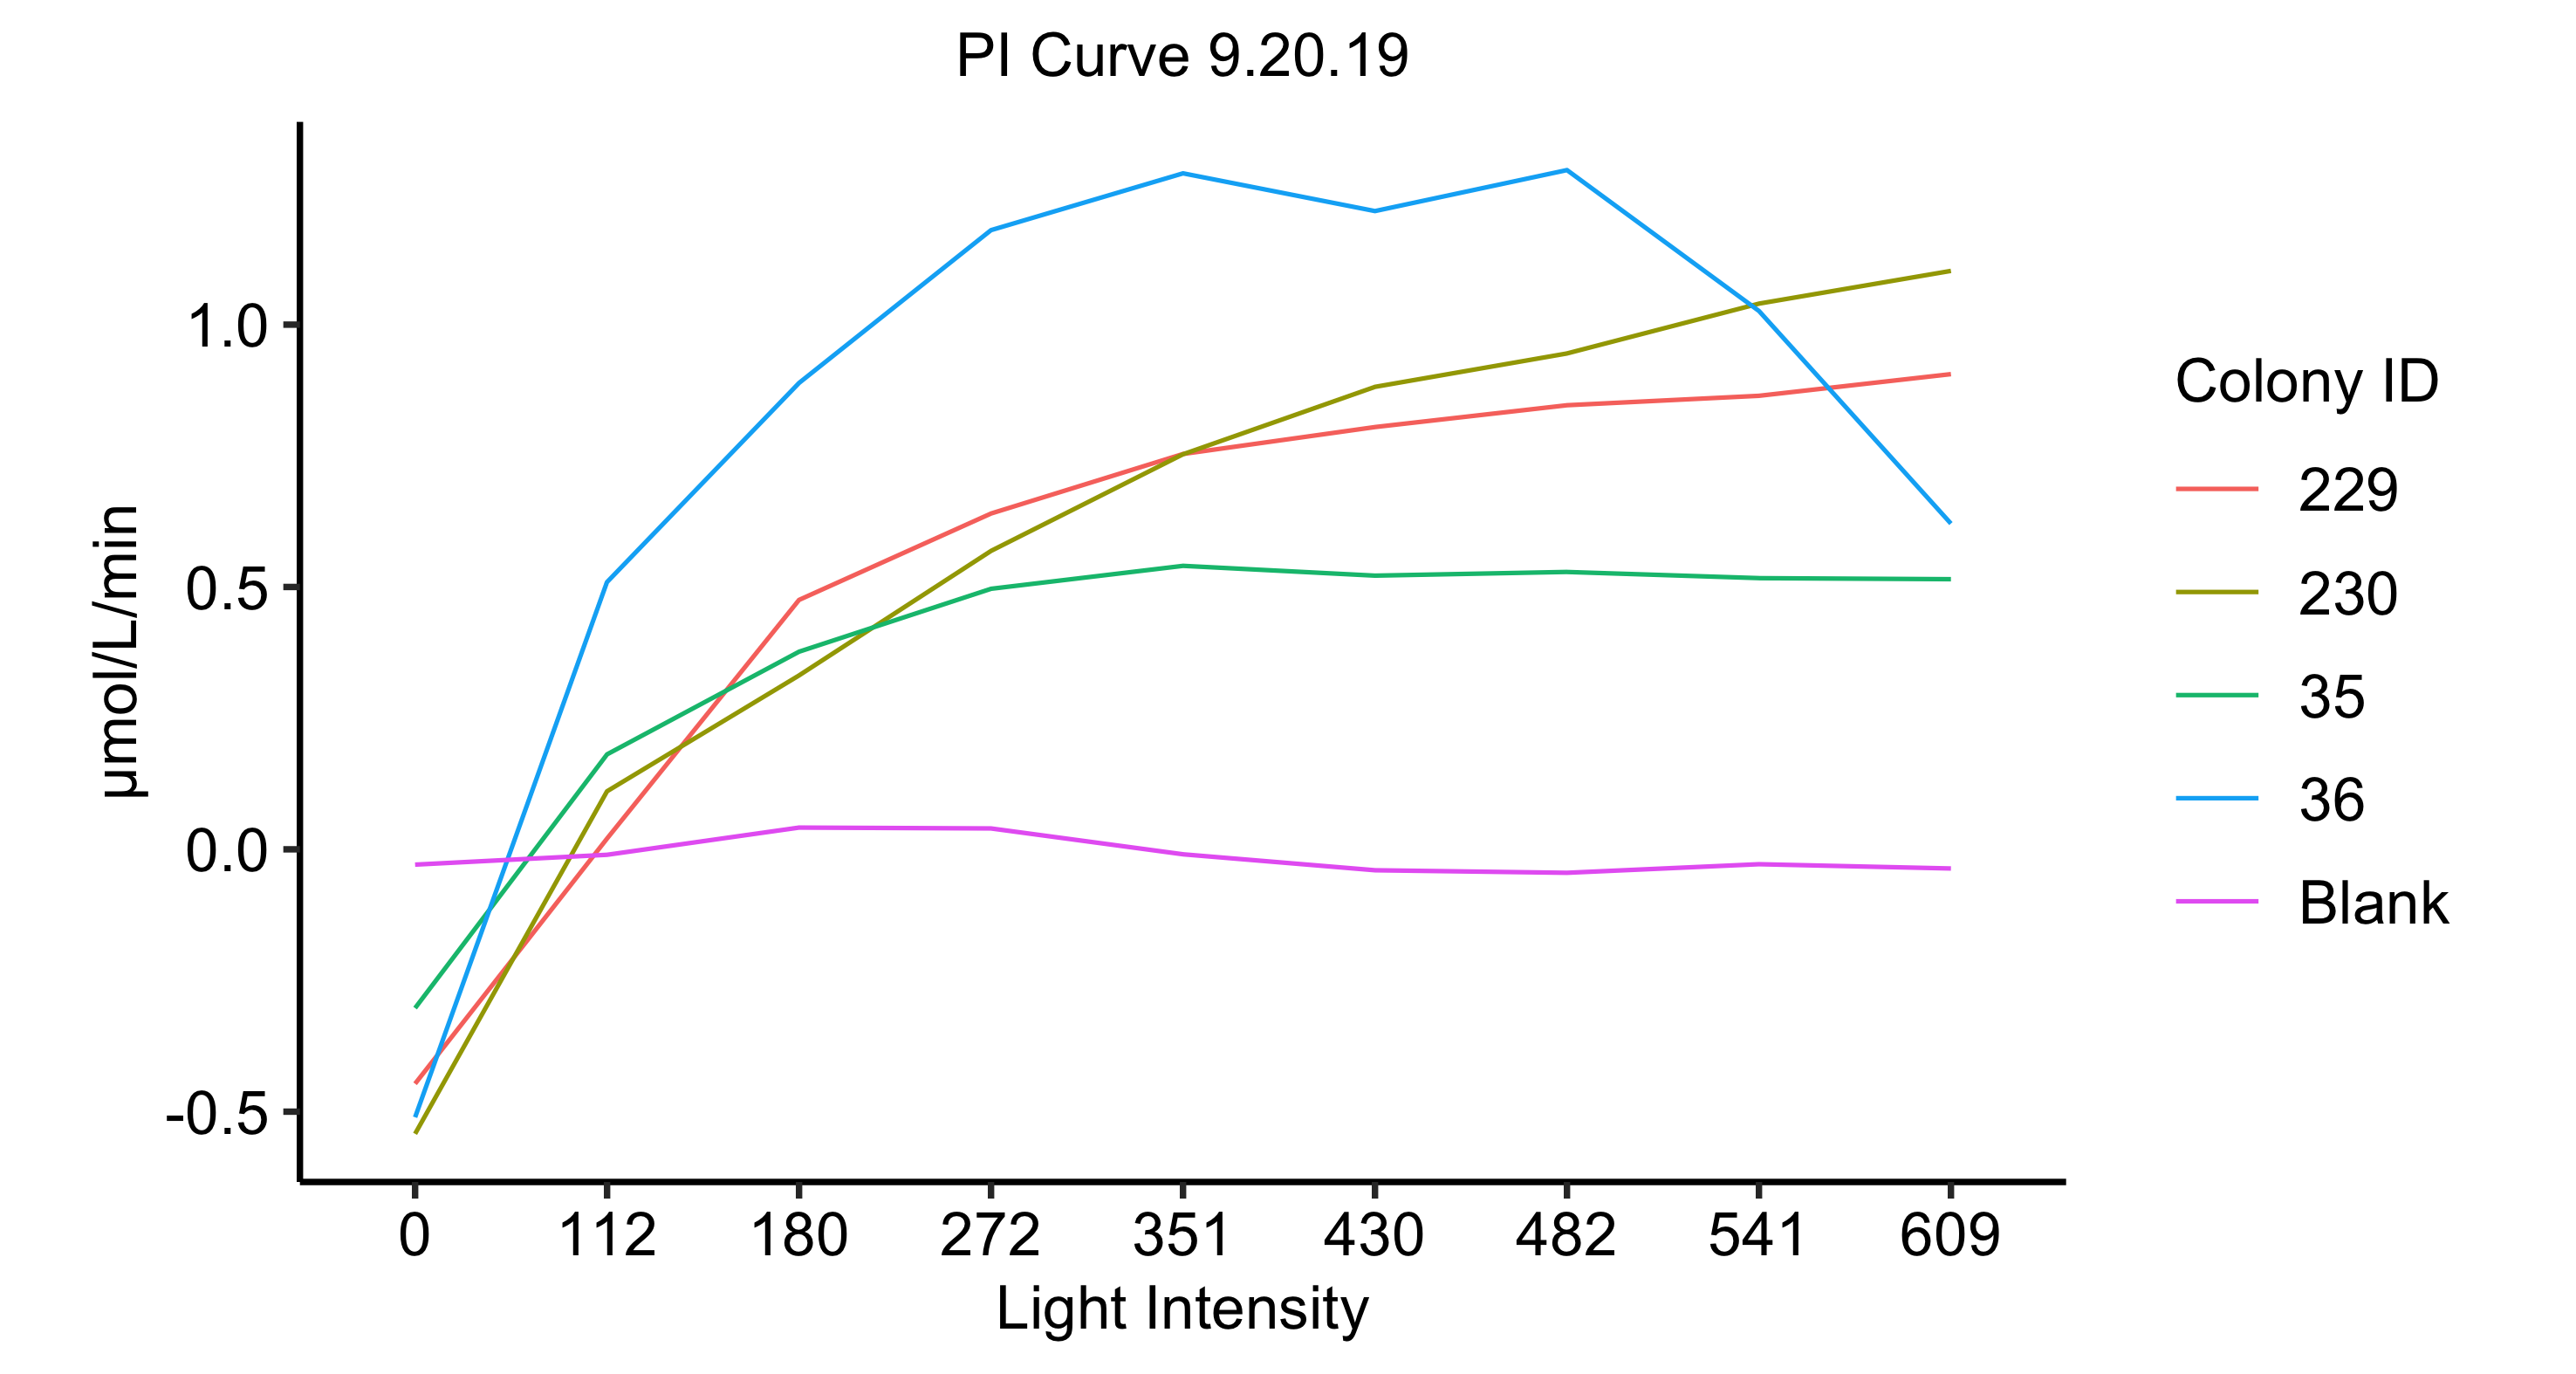 PI Curve 9.20.19
µmol/L/min
1.0
0.5
0.0
-0.5
0 112 180 272 351 430 482 541 609
Light Intensity
Colony ID
229
230
35
36
Blank